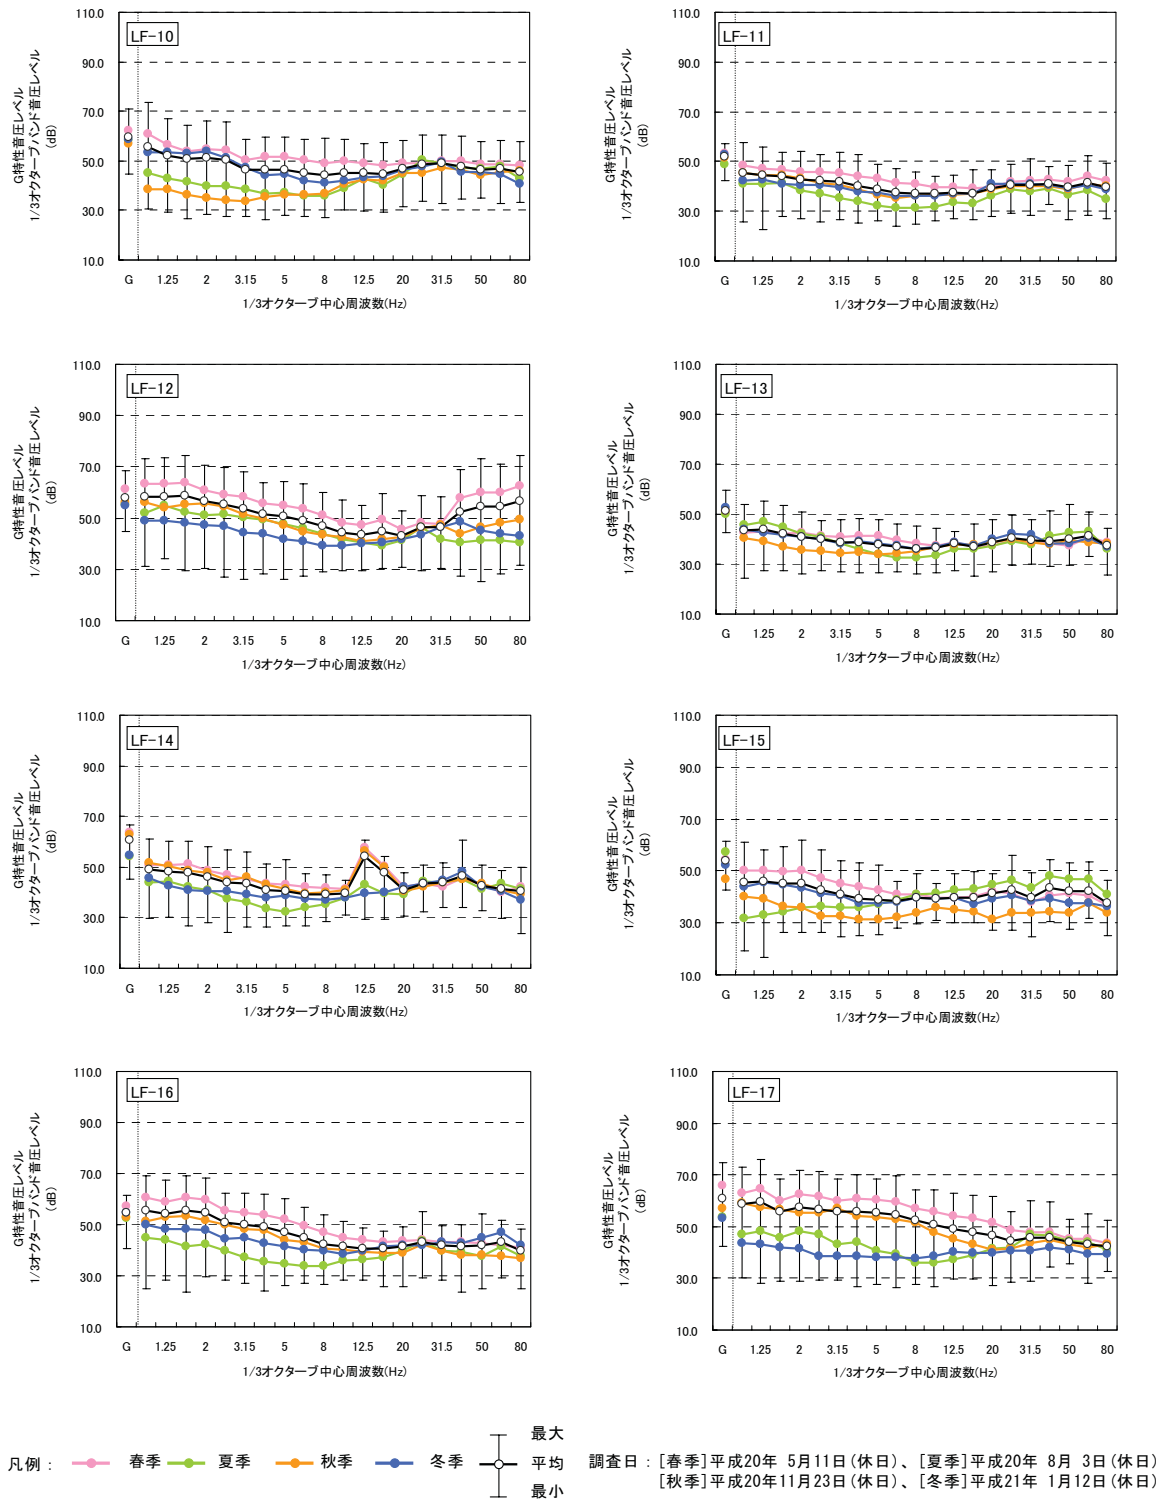 LF-10
G特性音圧レベル
1/3オクターブバンド音圧レベル
(dB)
110.0
90.0
70.0
50.0
30.0
10.0
G 1.25 2 3.15 5 8 12.5 20 31.5 50 80
1/3オクターブ中心周波数(Hz)
LF-11
G特性音圧レベル
1/3オクターブバンド音圧レベル
(dB)
110.0
90.0
70.0
50.0
30.0
10.0
G 1.25 2 3.15 5 8 12.5 20 31.5 50 80
1/3オクターブ中心周波数(Hz)
LF-12
G特性音圧レベル
1/3オクターブバンド音圧レベル
(dB)
110.0
90.0
70.0
50.0
30.0
10.0
G 1.25 2 3.15 5 8 12.5 20 31.5 50 80
1/3オクターブ中心周波数(Hz)
LF-13
G特性音圧レベル
1/3オクターブバンド音圧レベル
(dB)
110.0
90.0
70.0
50.0
30.0
10.0
G 1.25 2 3.15 5 8 12.5 20 31.5 50 80
1/3オクターブ中心周波数(Hz)
LF-14
G特性音圧レベル
1/3オクターブバンド音圧レベル
(dB)
110.0
90.0
70.0
50.0
30.0
10.0
G 1.25 2 3.15 5 8 12.5 20 31.5 50 80
1/3オクターブ中心周波数(Hz)
LF-15
G特性音圧レベル
1/3オクターブバンド音圧レベル
(dB)
110.0
90.0
70.0
50.0
30.0
10.0
G 1.25 2 3.15 5 8 12.5 20 31.5 50 80
1/3オクターブ中心周波数(Hz)
LF-16
G特性音圧レベル
1/3オクターブバンド音圧レベル
(dB)
110.0
90.0
70.0
50.0
30.0
10.0
G 1.25 2 3.15 5 8 12.5 20 31.5 50 80
1/3オクターブ中心周波数(Hz)
LF-17
G特性音圧レベル
1/3オクターブバンド音圧レベル
(dB)
110.0
90.0
70.0
50.0
30.0
10.0
G 1.25 2 3.15 5 8 12.5 20 31.5 50 80
1/3オクターブ中心周波数(Hz)
凡例： 春季 夏季 秋季 冬季 最大 平均 最小
調査日：[春季]平成20年 5月11日(休日)、[夏季]平成20年 8月 3日(休日)
[秋季]平成20年11月23日(休日)、[冬季]平成21年 1月12日(休日)